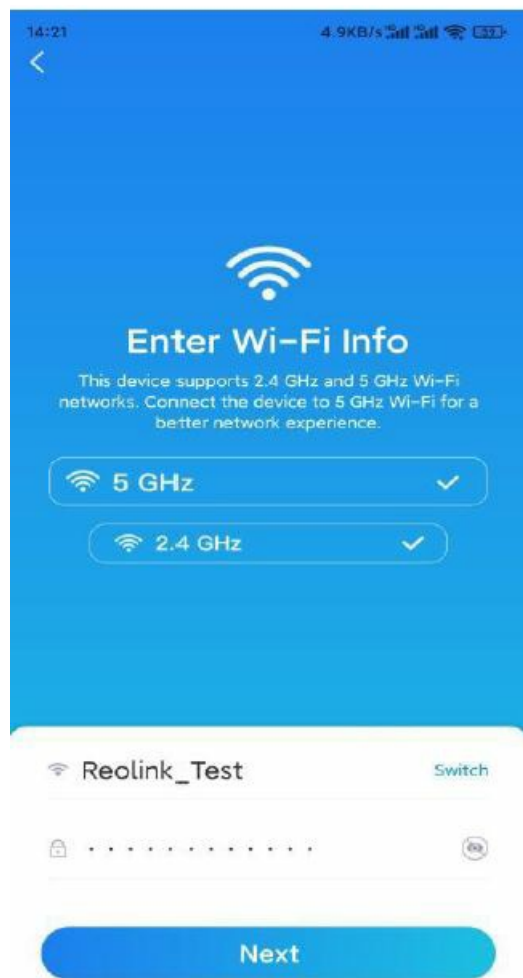 14:21 4.9KB/s
Enter Wi-Fi Info
This device supports 2.4 GHz and 5 GHz Wi-Fi
networks. Connect the device to 5 GHz Wi-Fi for a
better network experience.
5 GHz
2.4 GHz
Reolink_Test Switch
............
Next